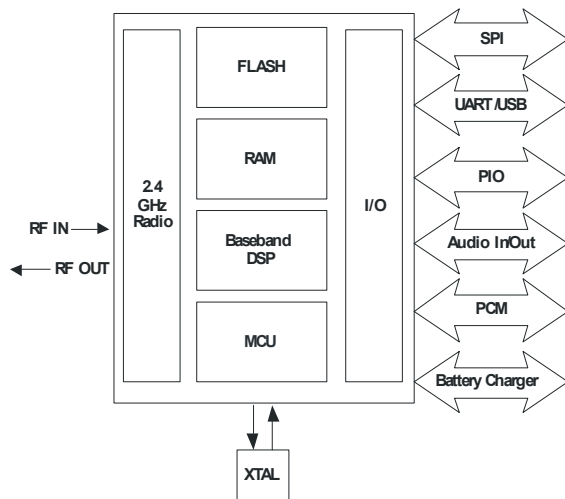 FLASH
SPI
UART/USB
RAM
2.4
GHz
Radio
I/O
PIO
RF IN
Baseband
DSP
Audio In/Out
RF OUT
MCU
PCM
Battery Charger
XTAL